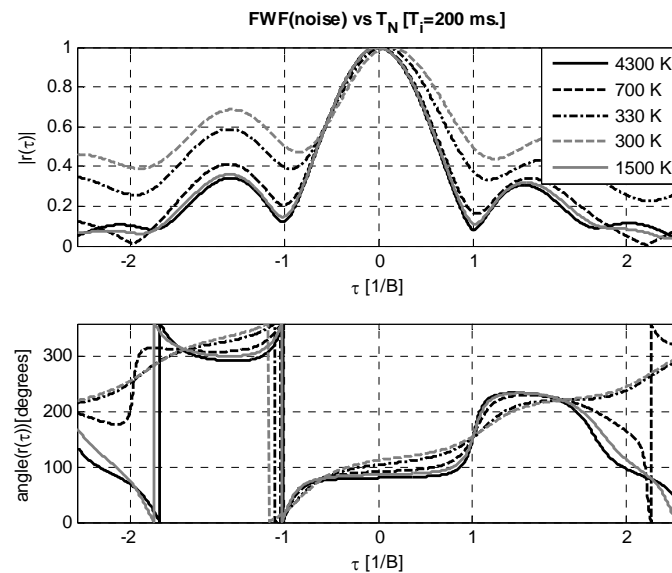 FWF(noise) vs T_N [T_i=200 ms.]
1
0.8
0.6
0.4
0.2
0
|r(τ)|
4300 K
700 K
330 K
300 K
1500 K
-2
-1
0
1
2
τ [1/B]
300
200
100
0
angle(r(τ))[degrees]
-2
-1
0
1
2
τ [1/B]